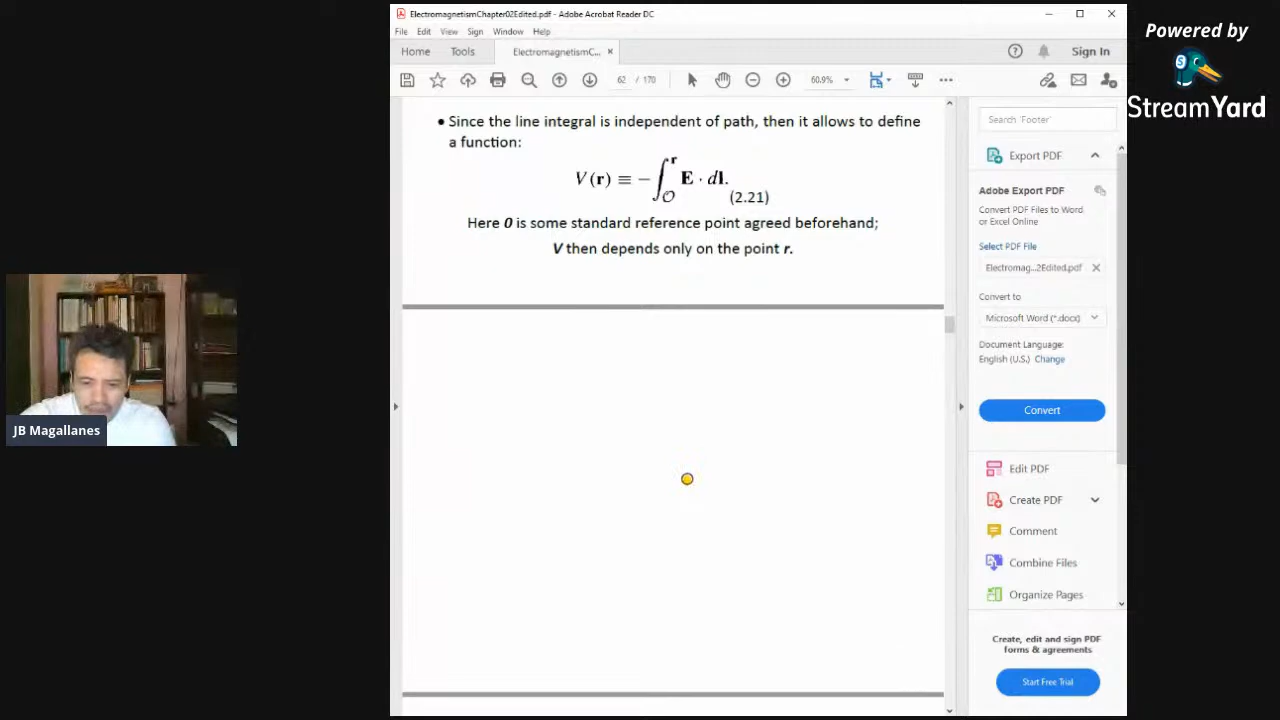 ElectromagnetismChapter02Edited.pdf - Adobe Acrobat Reader DC
File Edit View Sign Window Help
Home Tools ElectromagnetismC... × Sign In
62 / 170 60.9%
• Since the line integral is independent of path, then it allows to define
a function:
V(r) ≡ −∫_O^r E · dl.
(2.21)
Here O is some standard reference point agreed beforehand;
V then depends only on the point r.
Search 'Footer'
Export PDF
Adobe Export PDF
Convert PDF Files to Word
or Excel Online
Select PDF File
Electromag...2Edited.pdf ×
Convert to
Microsoft Word (*.docx)
Document Language:
English (U.S.) Change
Convert
Edit PDF
Create PDF
Comment
Combine Files
Organize Pages
Create, edit and sign PDF
forms & agreements
Start Free Trial
JB Magallanes
Powered by
StreamYard